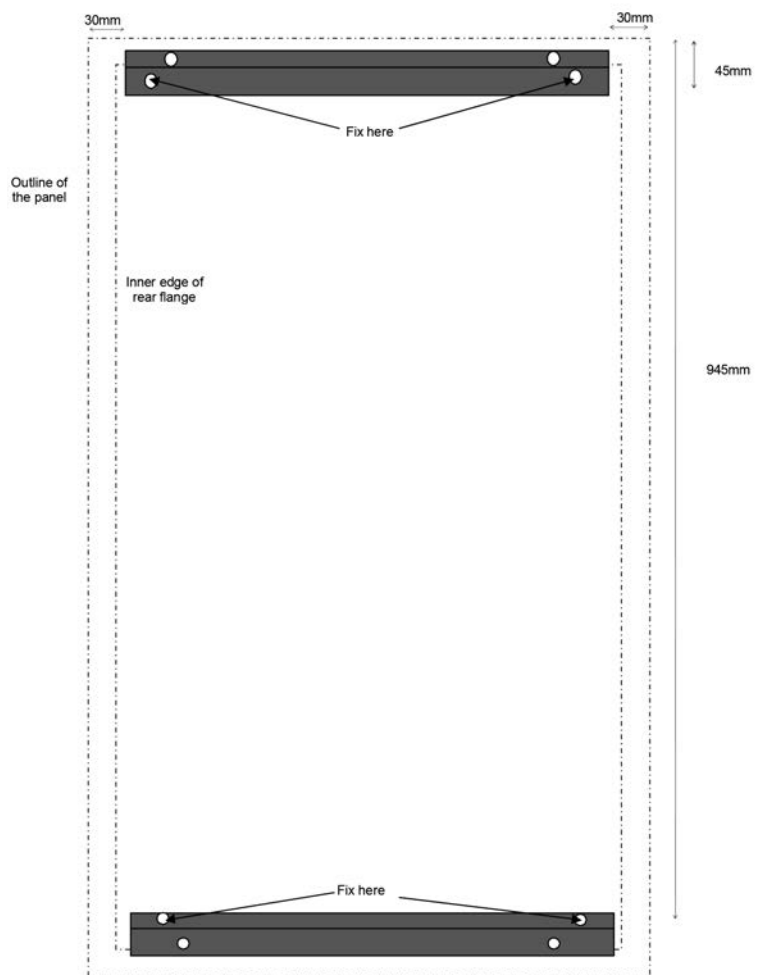 30mm
30mm
45mm
Fix here
Outline of
the panel
Inner edge of
rear flange
945mm
Fix here